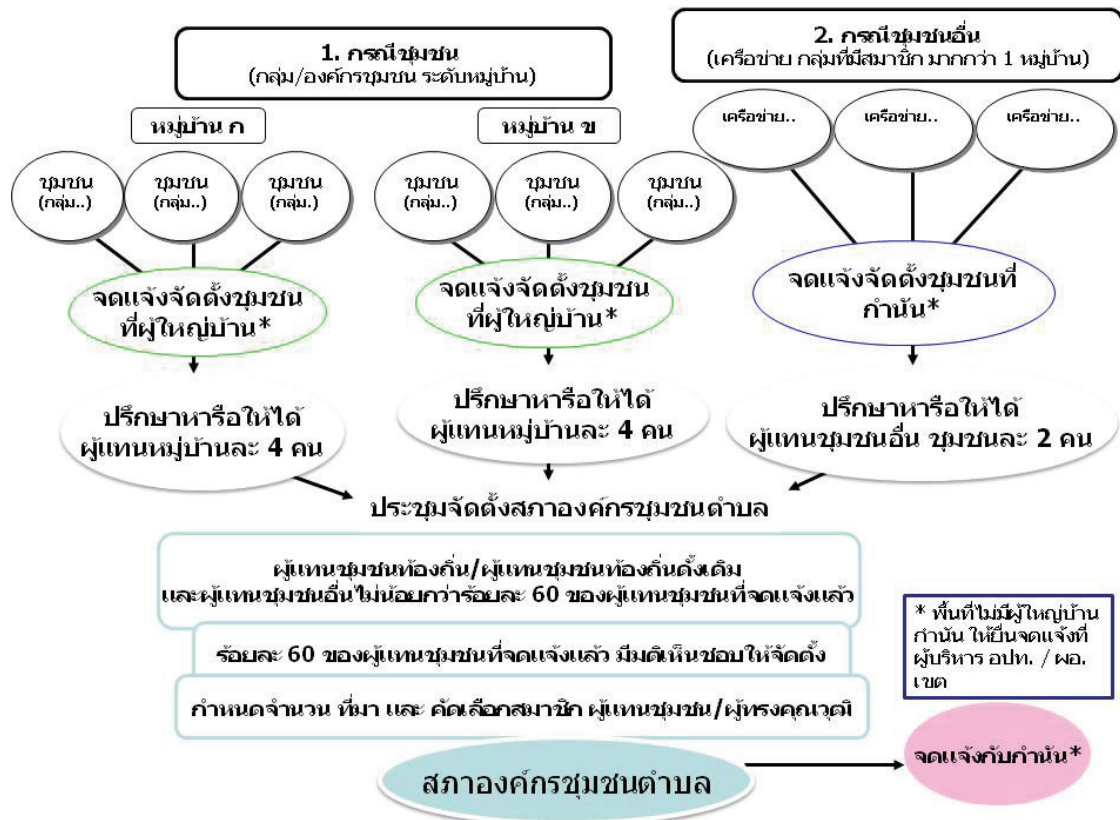 1. กรณีชุมชน
(กลุ่ม/องค์กรชุมชน ระดับหมู่บ้าน)
2. กรณีชุมชนอื่น
(เครือข่าย กลุ่มที่มีสมาชิก มากกว่า 1 หมู่บ้าน)
หมู่บ้าน ก
หมู่บ้าน ข
เครือข่าย..
เครือข่าย..
เครือข่าย..
ชุมชน
(กลุ่ม..)
ชุมชน
(กลุ่ม..)
ชุมชน
(กลุ่ม.)
ชุมชน
(กลุ่ม..)
ชุมชน
(กลุ่ม..)
ชุมชน
(กลุ่ม..)
จดแจ้งจัดตั้งชุมชน
ที่ผู้ใหญ่บ้าน*
จดแจ้งจัดตั้งชุมชน
ที่ผู้ใหญ่บ้าน*
จดแจ้งจัดตั้งชุมชนที่
กำนัน*
ปรึกษาหารือให้ได้
ผู้แทนหมู่บ้านละ 4 คน
ปรึกษาหารือให้ได้
ผู้แทนหมู่บ้านละ 4 คน
ปรึกษาหารือให้ได้
ผู้แทนชุมชนอื่น ชุมชนละ 2 คน
ประชุมจัดตั้งสภาองค์กรชุมชนตำบล
ผู้แทนชุมชนท้องถิ่น/ผู้แทนชุมชนท้องถิ่นดั้งเดิม
และผู้แทนชุมชนอื่นไม่น้อยกว่าร้อยละ 60 ของผู้แทนชุมชนที่จดแจ้งแล้ว
ร้อยละ 60 ของผู้แทนชุมชนที่จดแจ้งแล้ว มีมติเห็นชอบให้จัดตั้ง
กำหนดจำนวน ที่มา และ คัดเลือกสมาชิก ผู้แทนชุมชน/ผู้ทรงคุณวุฒิ
* พื้นที่ไม่มีผู้ใหญ่บ้าน
กำนัน ให้ยื่นจดแจ้งที่
ผู้บริหาร อปท. / ผอ.
เขต
สภาองค์กรชุมชนตำบล
จดแจ้งกับกำนัน*